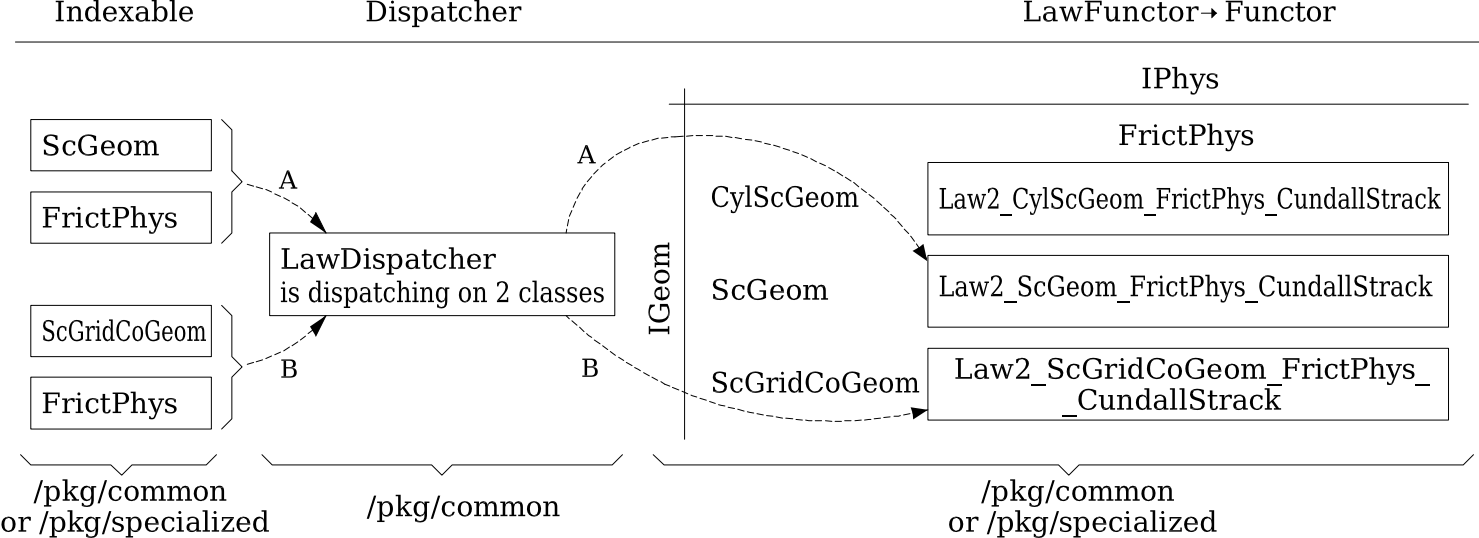 Indexable
Dispatcher
LawFunctor→Functor
IPhys
FrictPhys
ScGeom
FrictPhys
A
A
CylScGeom
Law2_CylScGeom_FrictPhys_CundallStrack
LawDispatcher
is dispatching on 2 classes
IGeom
ScGeom
Law2_ScGeom_FrictPhys_CundallStrack
ScGridCoGeom
FrictPhys
B
B
ScGridCoGeom
Law2_ScGridCoGeom_FrictPhys_
_CundallStrack
/pkg/common
or /pkg/specialized
/pkg/common
/pkg/common
or /pkg/specialized